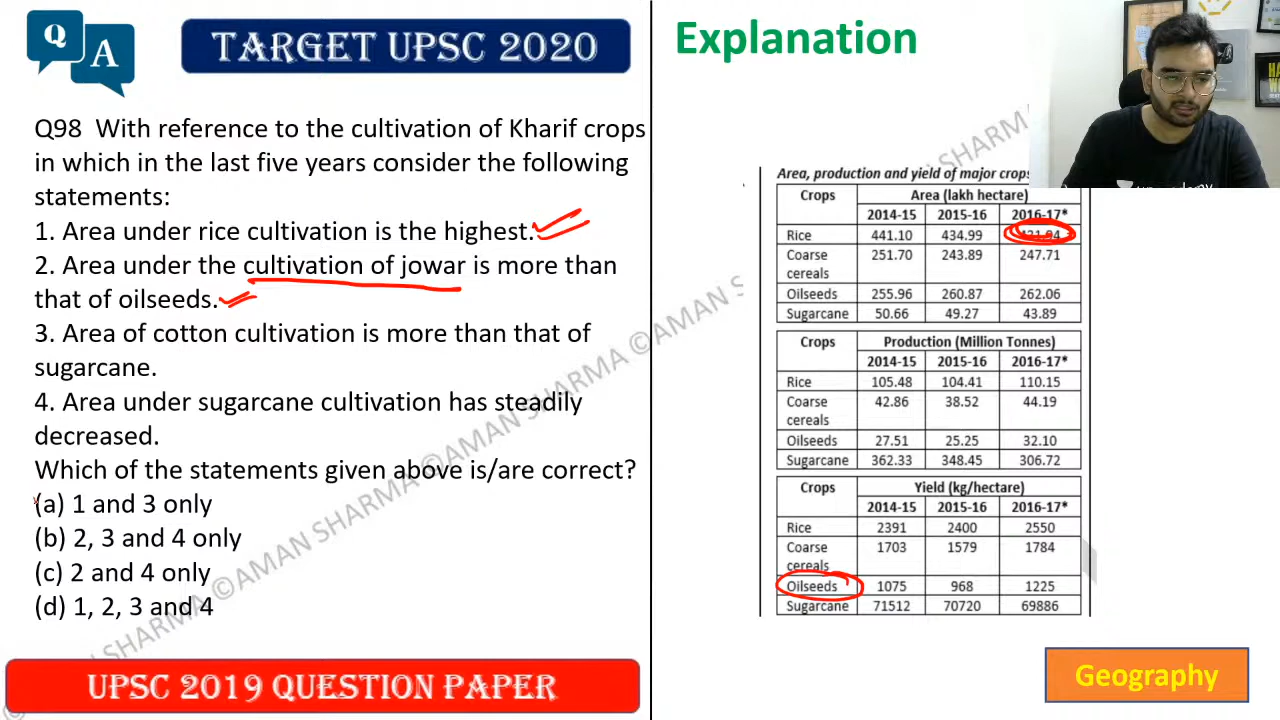 Q A
TARGET UPSC 2020
Q98 With reference to the cultivation of Kharif crops
in which in the last five years consider the following
statements:
1. Area under rice cultivation is the highest.
2. Area under the cultivation of jowar is more than
that of oilseeds.
3. Area of cotton cultivation is more than that of
sugarcane.
4. Area under sugarcane cultivation has steadily
decreased.
Which of the statements given above is/are correct?
(a) 1 and 3 only
(b) 2, 3 and 4 only
(c) 2 and 4 only
(d) 1, 2, 3 and 4
UPSC 2019 QUESTION PAPER
Explanation
Area, production and yield of major crops
Crops Area (lakh hectare)
2014-15 2015-16 2016-17*
Rice 441.10 434.99
Coarse 251.70 243.89 247.71
cereals
Oilseeds 255.96 260.87 262.06
Sugarcane 50.66 49.27 43.89
Crops Production (Million Tonnes)
2014-15 2015-16 2016-17*
Rice 105.48 104.41 110.15
Coarse 42.86 38.52 44.19
cereals
Oilseeds 27.51 25.25 32.10
Sugarcane 362.33 348.45 306.72
Crops Yield (kg/hectare)
2014-15 2015-16 2016-17*
Rice 2391 2400 2550
Coarse 1703 1579 1784
cereals
Oilseeds 1075 968 1225
Sugarcane 71512 70720 69886
Geography
SHARMA ©AMAN SHARMA ©AMAN SHARMA ©AMAN S
SHARMA